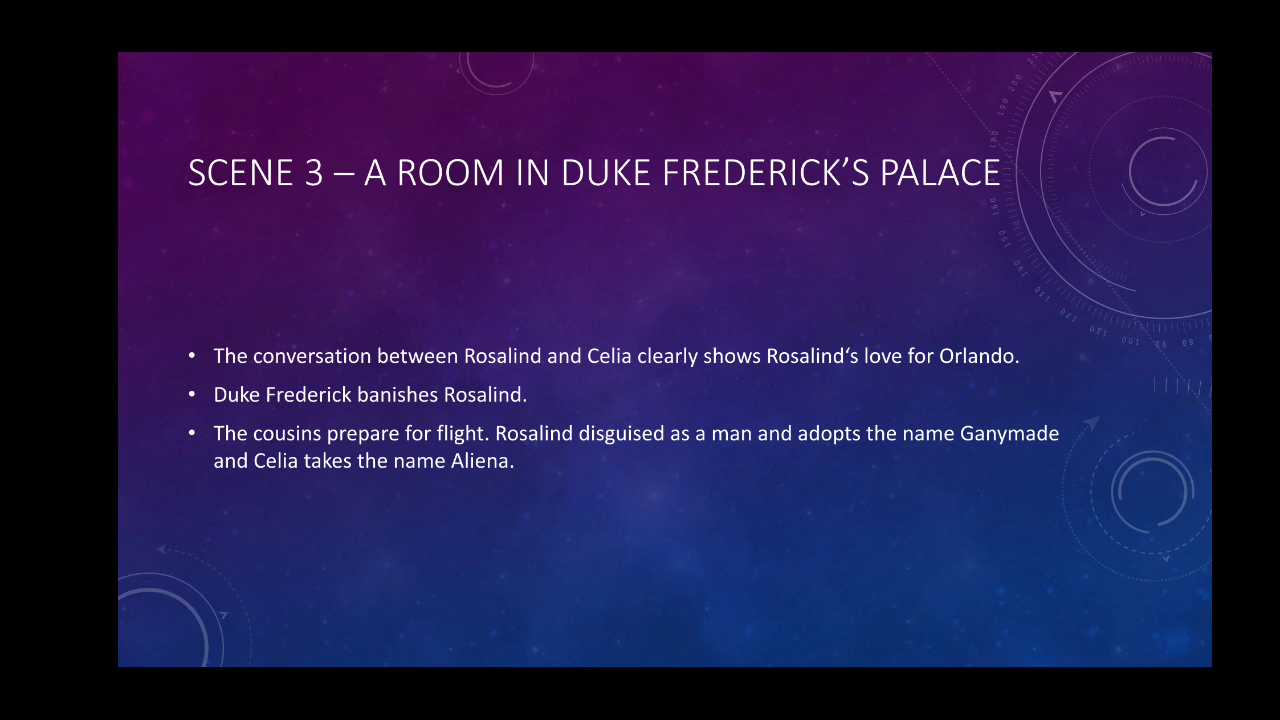 SCENE 3 – A ROOM IN DUKE FREDERICK’S PALACE
• The conversation between Rosalind and Celia clearly shows Rosalind‘s love for Orlando.
• Duke Frederick banishes Rosalind.
• The cousins prepare for flight. Rosalind disguised as a man and adopts the name Ganymade
and Celia takes the name Aliena.